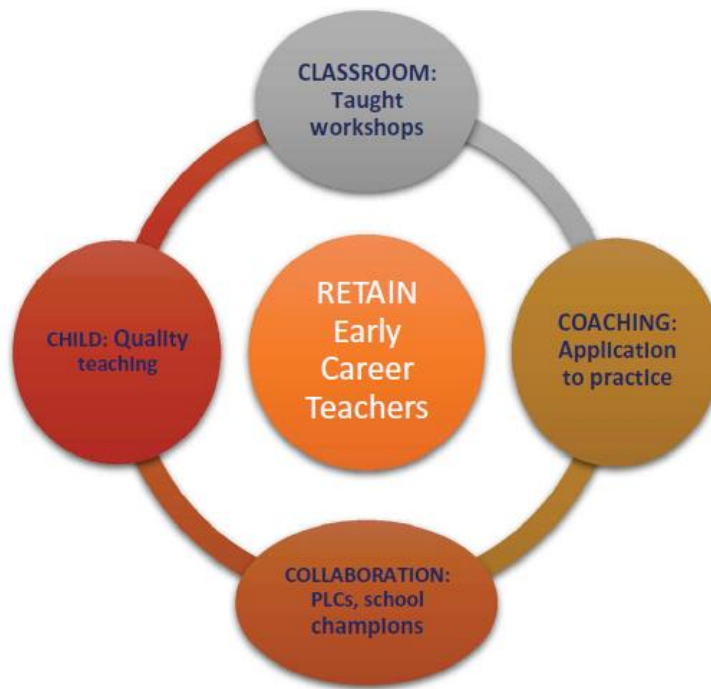 CLASSROOM:
Taught
workshops
RETAIN
Early
Career
Teachers
CHILD: Quality
teaching
COACHING:
Application
to practice
COLLABORATION:
PLCs, school
champions